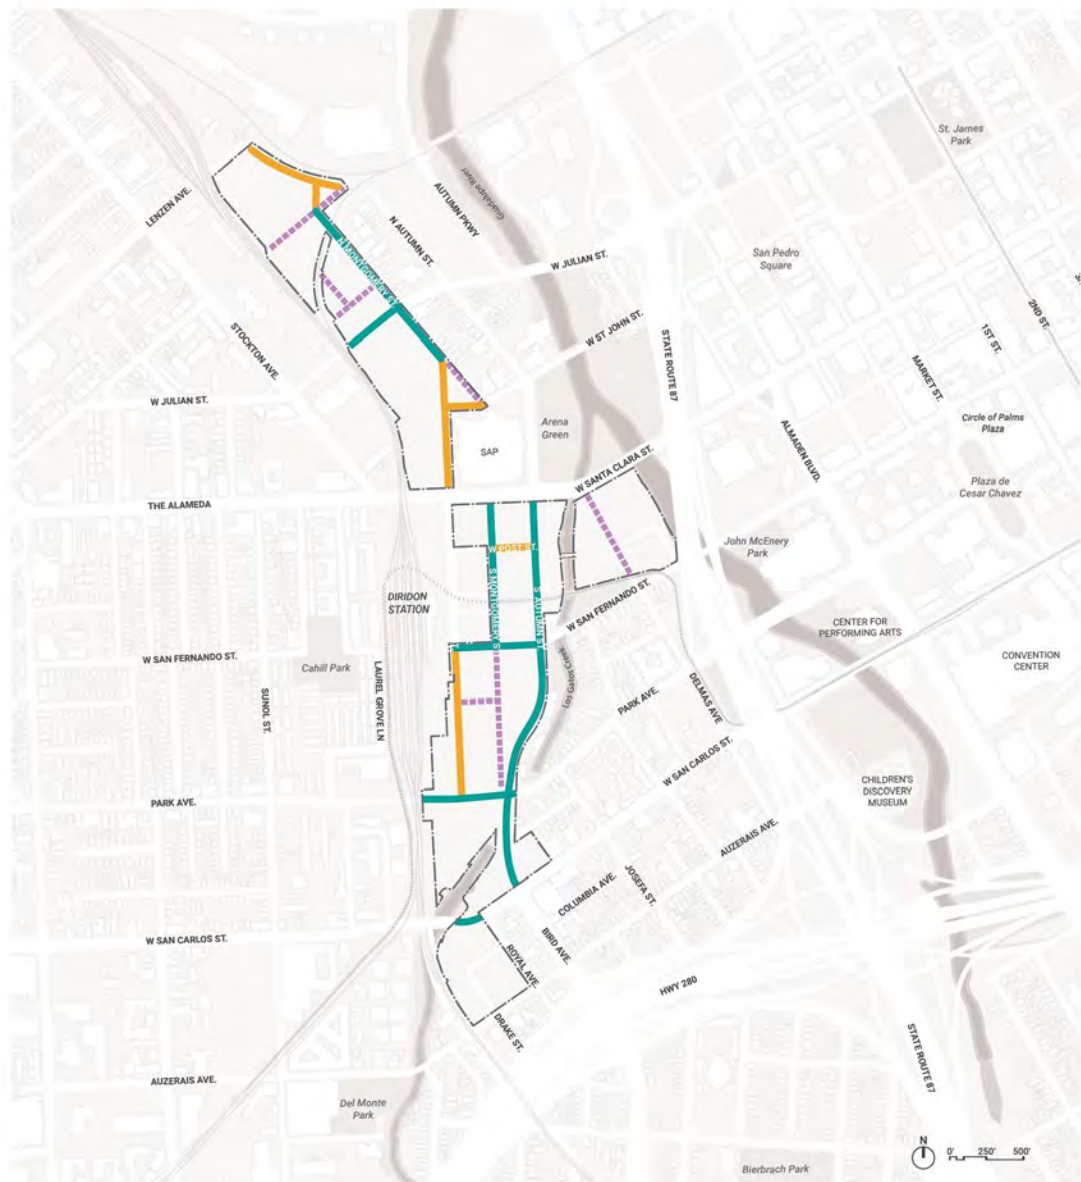 St. James
Park
LENZEN AVE.
Guadalupe River
AUTUMN PKWY
N AUTUMN ST.
N MONTGOMERY ST.
W JULIAN ST.
San Pedro
Square
2ND ST.
1ST ST.
MARKET ST.
W ST JOHN ST.
STATE ROUTE 87
STOCKTON AVE.
W JULIAN ST.
Arena
Green
SAP
ALMADEN BLVD.
Circle of Palms
Plaza
Plaza de
Cesar Chavez
W SANTA CLARA ST.
THE ALAMEDA
W POST ST.
John McEnery
Park
DIRIDON
STATION
S MONTGOMERY ST.
S AUTUMN ST.
W SAN FERNANDO ST.
CENTER FOR
PERFORMING ARTS
CONVENTION
CENTER
W SAN FERNANDO ST.
Cahill Park
SUNOL ST.
LAUREL GROVE LN
Los Gatos Creek
PARK AVE.
DELMAS AVE
W SAN CARLOS ST.
CHILDREN'S
DISCOVERY
MUSEUM
PARK AVE.
AUZERAIS AVE.
JOSEFA ST.
COLUMBIA AVE.
BIRD AVE.
ROYAL AVE.
W SAN CARLOS ST.
HWY 280
DRAKE ST.
STATE ROUTE 87
AUZERAIS AVE.
Del Monte
Park
Bierbrach Park
N
0' 250' 500'